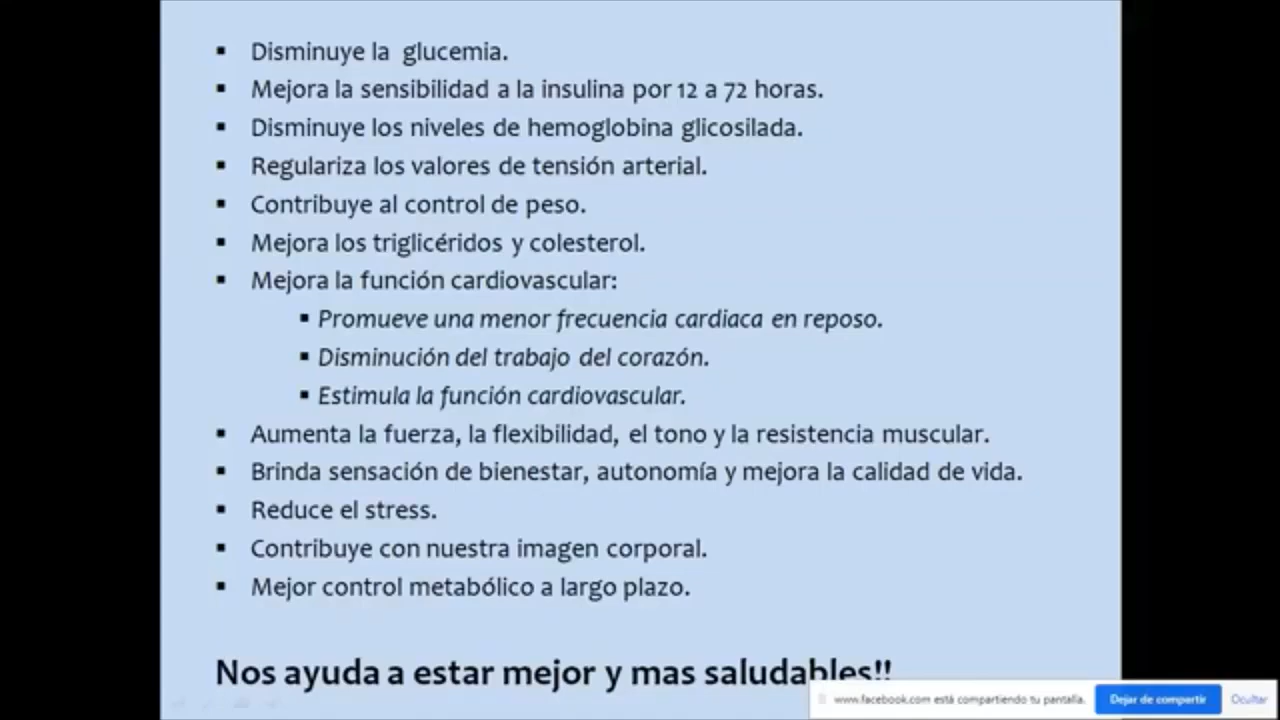 ▪ Disminuye la glucemia.
▪ Mejora la sensibilidad a la insulina por 12 a 72 horas.
▪ Disminuye los niveles de hemoglobina glicosilada.
▪ Regulariza los valores de tensión arterial.
▪ Contribuye al control de peso.
▪ Mejora los triglicéridos y colesterol.
▪ Mejora la función cardiovascular:
▪ Promueve una menor frecuencia cardiaca en reposo.
▪ Disminución del trabajo del corazón.
▪ Estimula la función cardiovascular.
▪ Aumenta la fuerza, la flexibilidad, el tono y la resistencia muscular.
▪ Brinda sensación de bienestar, autonomía y mejora la calidad de vida.
▪ Reduce el stress.
▪ Contribuye con nuestra imagen corporal.
▪ Mejor control metabólico a largo plazo.
Nos ayuda a estar mejor y mas saludables!!
www.facebook.com está compartiendo tu pantalla. Dejar de compartir Ocultar